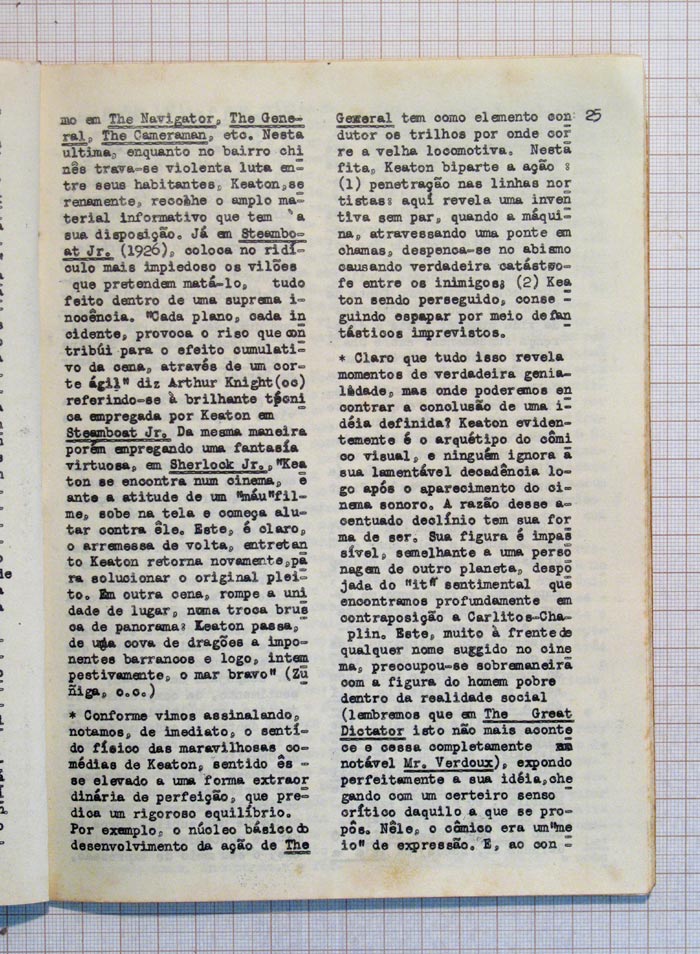 mo em The Navigator, The Gene-
ral, The Cameraman, etc. Nesta
ultima, enquanto no bairro chi
nês trava-se violenta luta en-
tre seus habitantes, Keaton,se
renamente, recolhe o amplo ma-
terial informativo que tem `a
sua disposição. Já em Steambo-
at Jr. (1926), coloca no ridí-
culo mais impiedoso os vilões
que pretendem matá-lo, tudo
feito dentro de uma suprema i-
nocência. "Cada plano, cada in
cidente, provoca o riso que con
tribúi para o efeito cumulati-
vo da cena, através de um cor-
te ágil" diz Arthur Knight(oc)
referindo-se à brilhante técni
ca empregada por Keaton em
Steamboat Jr. Da mesma maneira
porém empregando uma fantasía
virtuosa, em Sherlock Jr., "Kea
ton se encontra num cinema, e
ante a atitude de um "máu"fil-
me, sobe na tela e começa alu-
tar contra êle. Este, é claro,
o arremessa de volta, entretan
to Keaton retorna novamente,pa
ra solucionar o original plei-
to. Em outra cena, rompe a uni
dade de lugar, numa troca brus
ca de panorama: Keaton passa,
de uma cova de dragões a impo-
nentes barrancos e logo, intem
pestivamente, o mar bravo" (Zú
ñiga, o.c.)
* Conforme vimos assinalando,
notamos, de imediato, o sentí-
do físico das maravilhosas co-
médias de Keaton, sentido ês -
se elevado a uma forma extraor
dinária de perfeição, que pre-
dica um rigoroso equilíbrio.
Por exemplo, o núcleo básico do
desenvolvimento da ação de The
General tem como elemento con
dutor os trilhos por onde cor
re a velha locomotiva. Nesta
fita, Keaton biparte a ação :
(1) penetração nas linhas nor
tistas: aquí revela uma inven
tiva sem par, quando a máqui-
na, atravessando uma ponte em
chamas, despenca-se no abismo
causando verdadeira catástro-
fe entre os inimigos; (2) Kea
ton sendo perseguido, conse -
guindo espapar por meio de fan
tásticos imprevistos.
* Claro que tudo isso revela
momentos de verdadeira genia-
lidade, mas onde poderemos en
contrar a conclusão de uma i-
déia definida? Keaton eviden-
temente é o arquétipo do cômi
co visual, e ninguém ignora a
sua lamentável decadência lo-
go após o aparecimento do ci-
nema sonoro. A razão desse a-
centuado declínio tem sua for
ma de ser. Sua figura é impas
sível, semelhante a uma perso
nagem de outro planeta, despo
jada do "it" sentimental que
encontramos profundamente em
contraposição a Carlitos-Cha-
plin. Este, muito à frente de
qualquer nome suggido no cine
ma, preocupou-se sobremaneira
com a figura do homem pobre
dentro da realidade social
(lembremos que em The Great
Dictator isto não mais aconte
ce e cessa completamente em
notável Mr. Verdoux), expondo
perfeitamente a sua idéia,che
gando com um certeiro senso
crítico daquilo a que se pro-
pôs. Nêle, o cômico era um"me
io" de expressão. E, ao con -
25
de